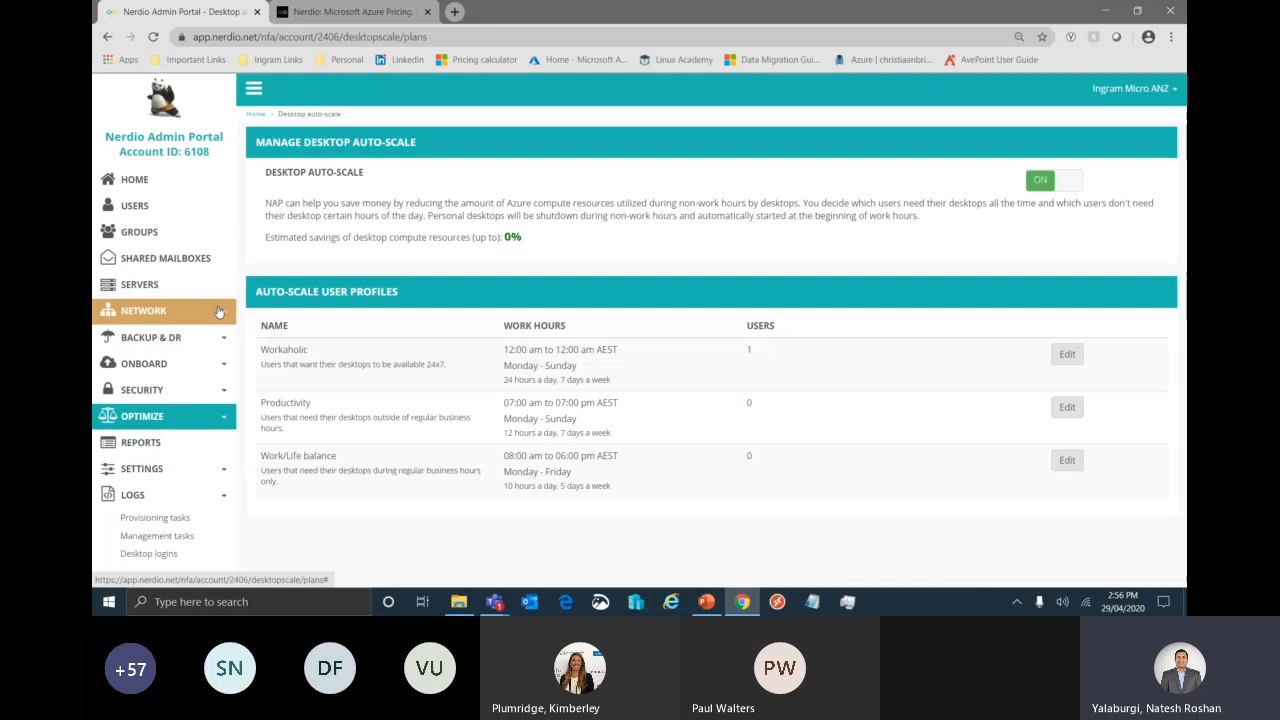 Nerdio Admin Portal - Desktop a
Nerdio: Microsoft Azure Pricing,
app.nerdio.net/nfa/account/2406/desktopscale/plans
Apps
Important Links
Ingram Links
Personal
LinkedIn
Pricing calculator
Home - Microsoft A...
Linux Academy
Data Migration Gui...
Azure | christiaanbri...
AvePoint User Guide
Nerdio Admin Portal
Account ID: 6108
HOME
USERS
GROUPS
SHARED MAILBOXES
SERVERS
NETWORK
BACKUP & DR
ONBOARD
SECURITY
OPTIMIZE
REPORTS
SETTINGS
LOGS
Provisioning tasks
Management tasks
Desktop logins
https://app.nerdio.net/nfa/account/2406/desktopscale/plans#
Ingram Micro ANZ
Home > Desktop auto-scale
MANAGE DESKTOP AUTO-SCALE
DESKTOP AUTO-SCALE
ON
NAP can help you save money by reducing the amount of Azure compute resources utilized during non-work hours by desktops. You decide which users need their desktops all the time and which users don't need
their desktop certain hours of the day. Personal desktops will be shutdown during non-work hours and automatically started at the beginning of work hours.
Estimated savings of desktop compute resources (up to): 0%
AUTO-SCALE USER PROFILES
NAME WORK HOURS USERS
Workaholic 12:00 am to 12:00 am AEST 1 Edit
Users that want their desktops to be available 24x7. Monday - Sunday
24 hours a day, 7 days a week
Productivity 07:00 am to 07:00 pm AEST 0 Edit
Users that need their desktops outside of regular business Monday - Sunday
hours. 12 hours a day, 7 days a week
Work/Life balance 08:00 am to 06:00 pm AEST 0 Edit
Users that need their desktops during regular business hours Monday - Friday
only. 10 hours a day, 5 days a week
Type here to search
2:56 PM
29/04/2020
+57
SN
DF
VU
PW
Plumridge, Kimberley
Paul Walters
Yalaburgi, Natesh Roshan